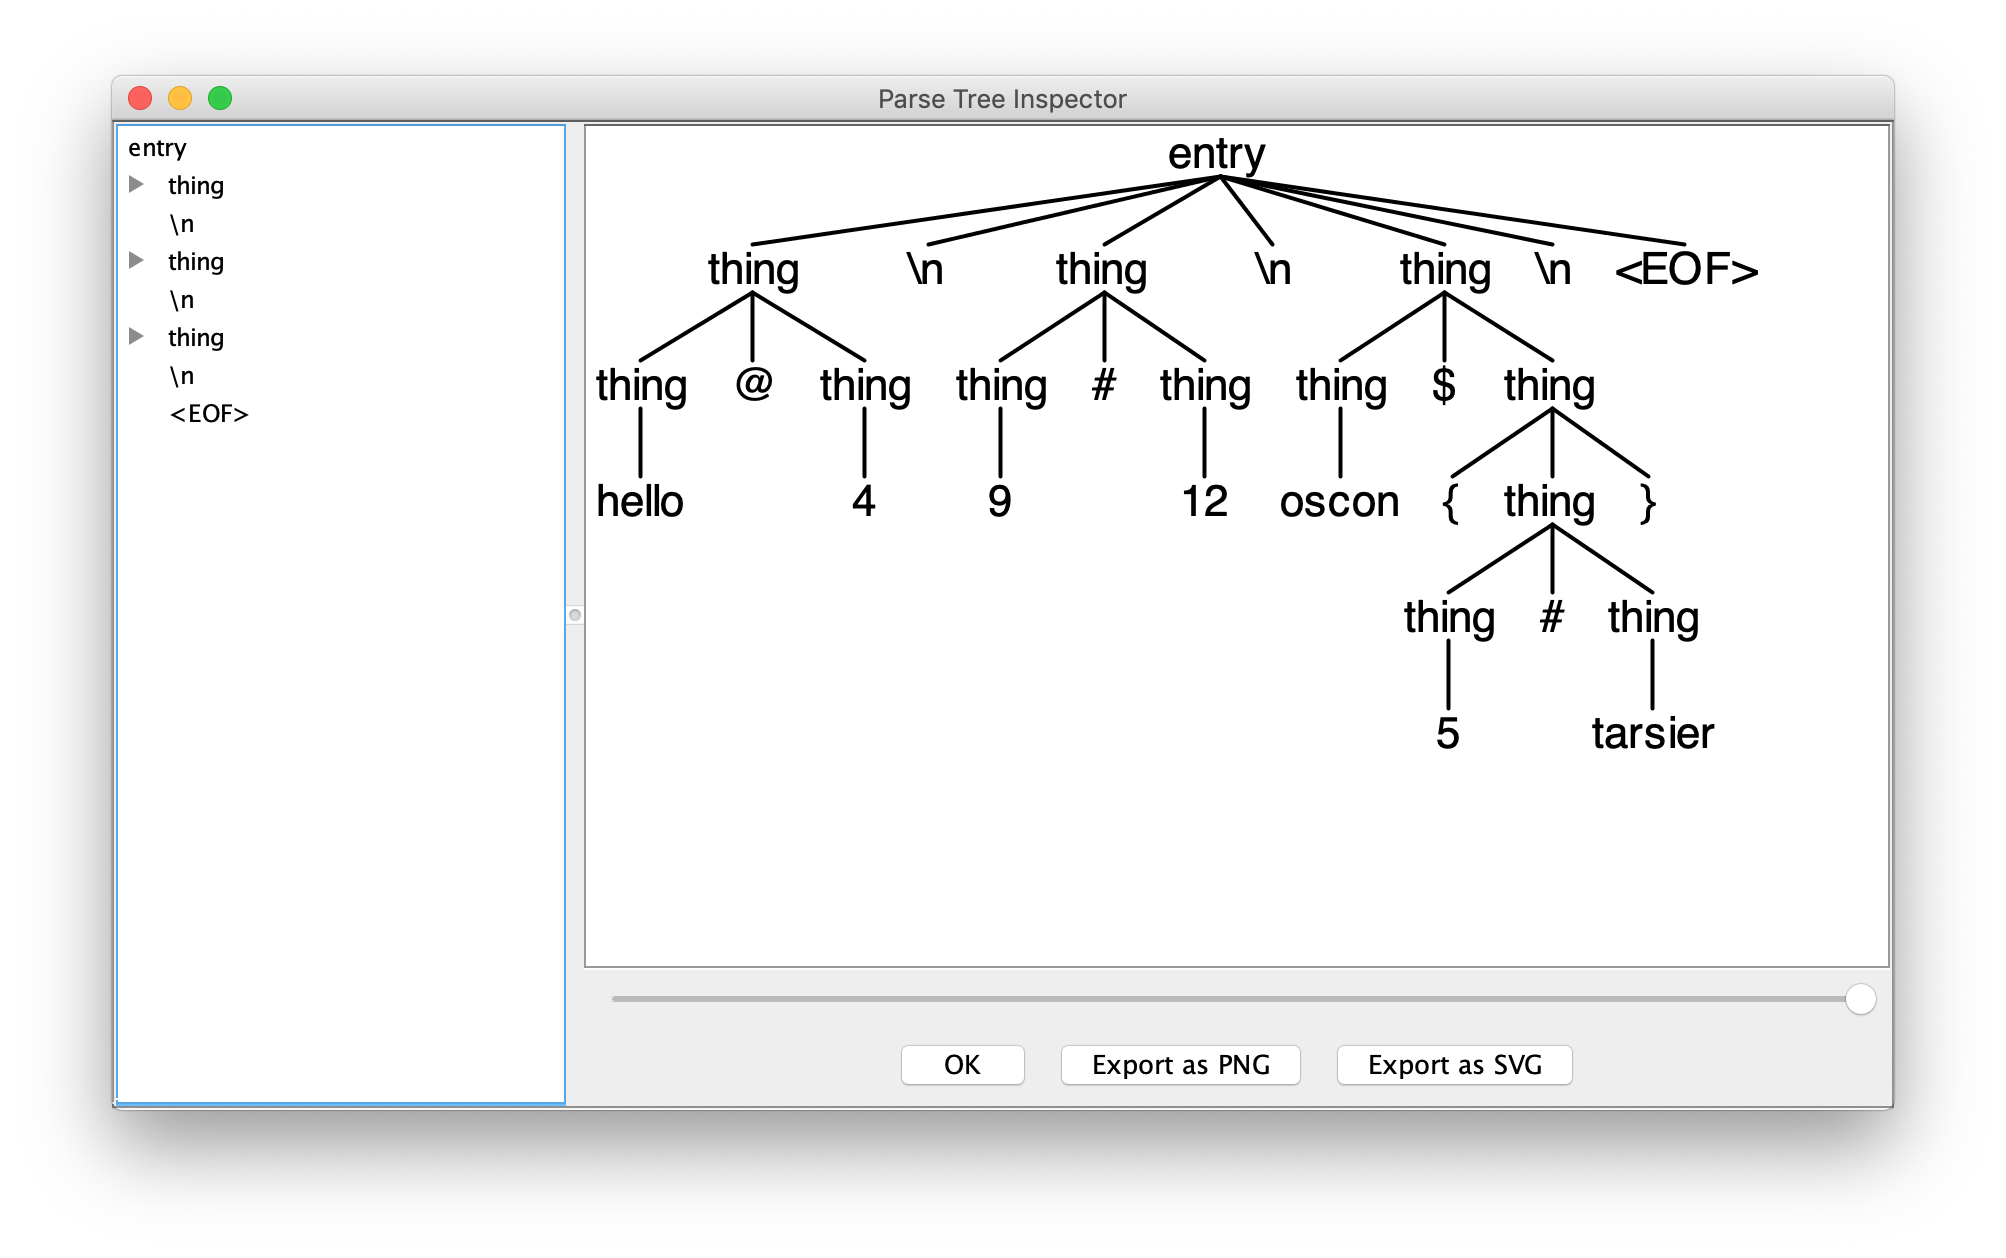 Parse Tree Inspector
entry
thing
\n
thing
\n
thing
\n
<EOF>
entry
thing \n thing \n thing \n <EOF>
thing @ thing thing # thing thing $ thing
hello 4 9 12 oscon { thing }
thing # thing
5 tarsier
OK Export as PNG Export as SVG